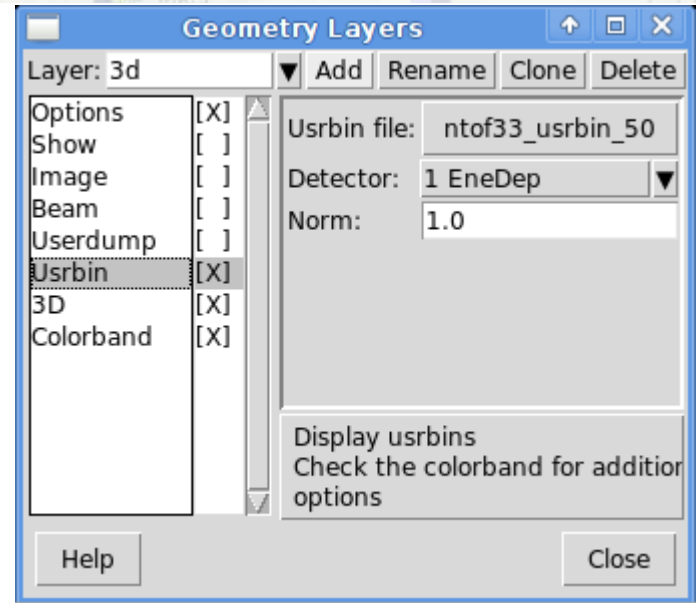 Geometry Layers
Layer: 3d Add Rename Clone Delete
Options [X]
Show [ ]
Image [ ]
Beam [ ]
Userdump [ ]
Usrbin [X]
3D [X]
Colorband [X]
Usrbin file: ntof33_usrbin_50
Detector: 1 EneDep
Norm: 1.0
Display usrbins
Check the colorband for addition
options
Help Close